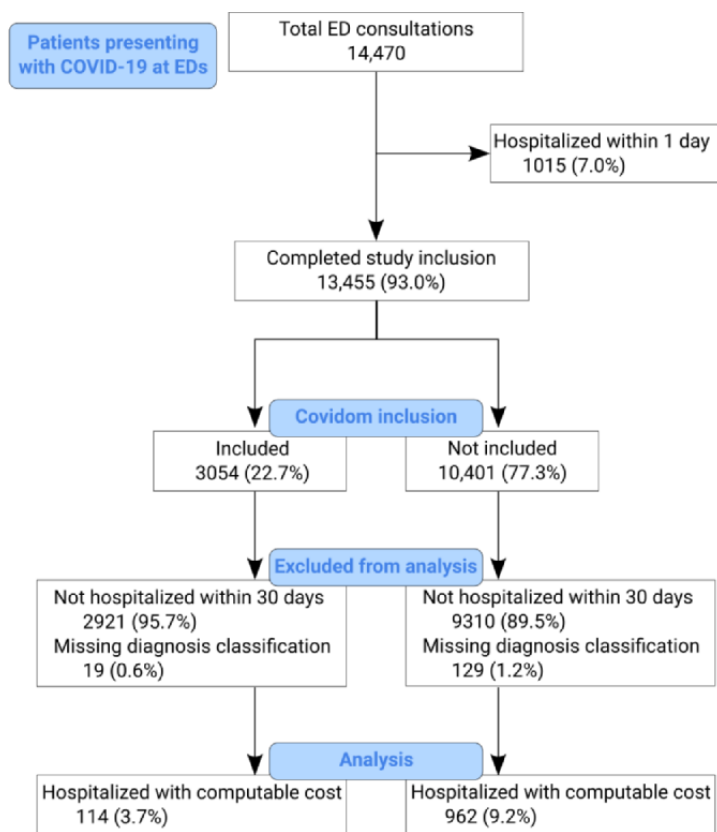 Patients presenting
with COVID-19 at EDs
Total ED consultations
14,470
Hospitalized within 1 day
1015 (7.0%)
Completed study inclusion
13,455 (93.0%)
Covidom inclusion
Included
3054 (22.7%)
Not included
10,401 (77.3%)
Excluded from analysis
Not hospitalized within 30 days
2921 (95.7%)
Missing diagnosis classification
19 (0.6%)
Not hospitalized within 30 days
9310 (89.5%)
Missing diagnosis classification
129 (1.2%)
Analysis
Hospitalized with computable cost
114 (3.7%)
Hospitalized with computable cost
962 (9.2%)